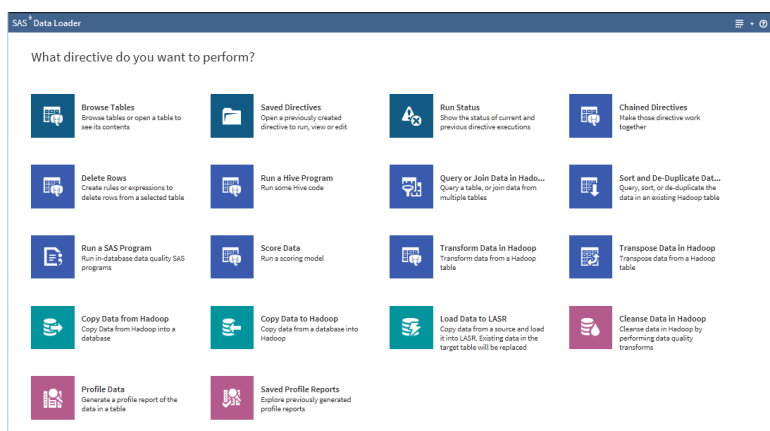 SAS® Data Loader
What directive do you want to perform?
Browse Tables
Browse tables or open a table to
see its contents
Saved Directives
Open a previously created
directive to run, view or edit
Run Status
Show the status of current and
previous directive executions
Chained Directives
Make those directive work
together
Delete Rows
Create rules or expressions to
delete rows from a selected table
Run a Hive Program
Run some Hive code
Query or Join Data in Hado...
Query a table, or join data from
multiple tables
Sort and De-Duplicate Dat...
Query, sort, or de-duplicate the
data in an existing Hadoop table
Run a SAS Program
Run in-database data quality SAS
programs
Score Data
Run a scoring model
Transform Data in Hadoop
Transform data from a Hadoop
table
Transpose Data in Hadoop
Transpose data from a Hadoop
table
Copy Data from Hadoop
Copy Data from Hadoop into a
database
Copy Data to Hadoop
Copy data from a database into
Hadoop
Load Data to LASR
Copy data from a source and load
it into LASR. Existing data in the
target table will be replaced
Cleanse Data in Hadoop
Cleanse data in Hadoop by
performing data quality
transforms
Profile Data
Generate a profile report of the
data in a table
Saved Profile Reports
Explore previously generated
profile reports